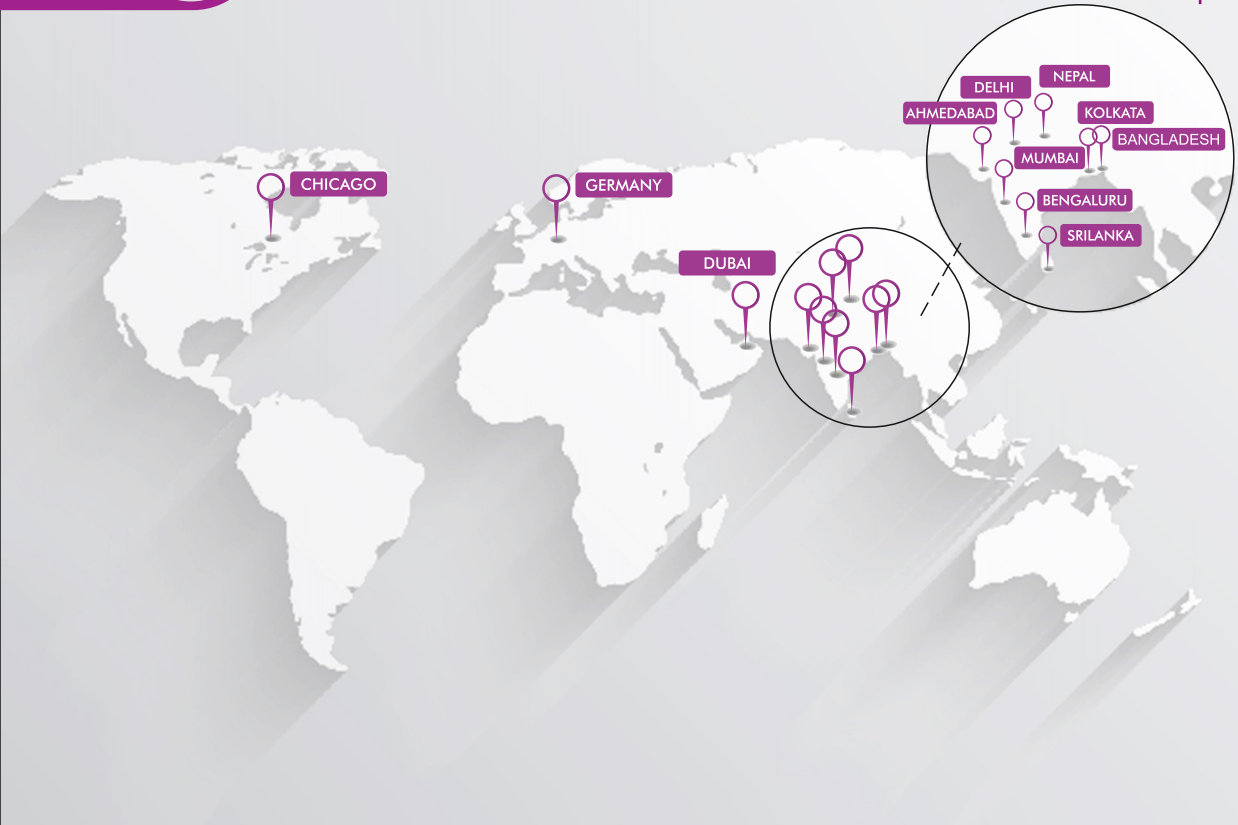 NEPAL
DELHI
AHMEDABAD
KOLKATA
BANGLADESH
MUMBAI
CHICAGO
GERMANY
BENGALURU
SRILANKA
DUBAI